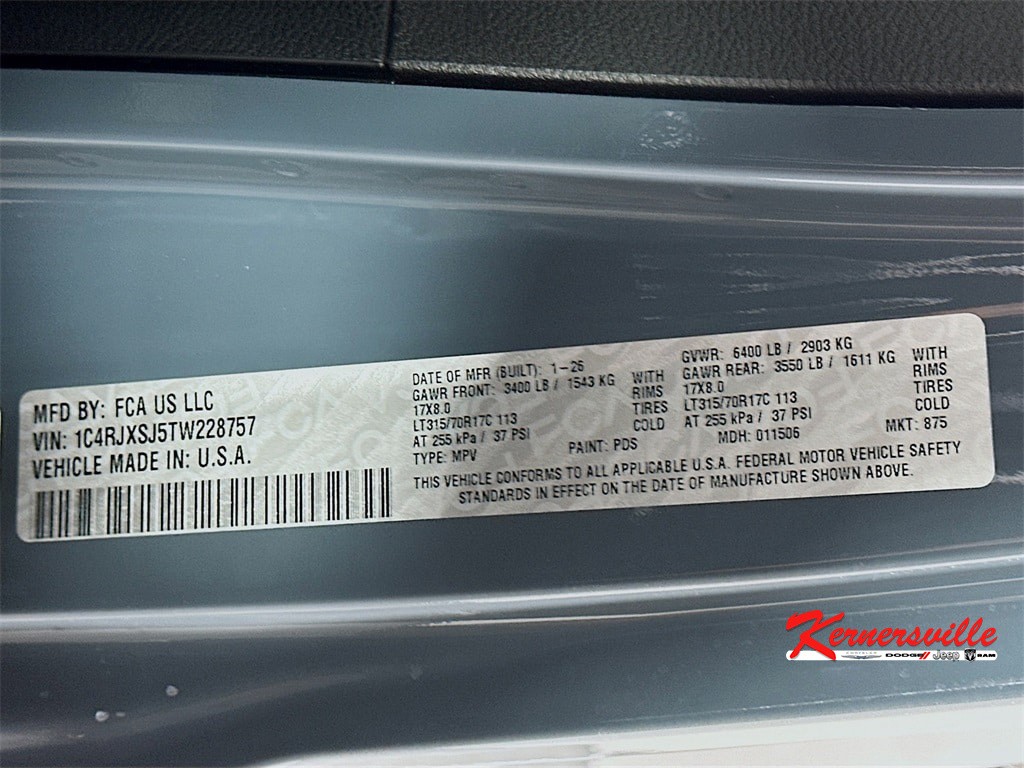 MFD BY: FCA US LLC
VIN: 1C4RJXSJ5TW228757
VEHICLE MADE IN: U.S.A.
DATE OF MFR (BUILT): 1-26
GVWR: 6400 LB / 2903 KG
GAWR FRONT: 3400 LB / 1543 KG WITH
17X8.0 RIMS
LT315/70R17C 113 TIRES
AT 255 kPa / 37 PSI COLD
GAWR REAR: 3550 LB / 1611 KG WITH
17X8.0 RIMS
LT315/70R17C 113 TIRES
AT 255 kPa / 37 PSI COLD
TYPE: MPV PAINT: PDS MDH: 011506 MKT: 875
THIS VEHICLE CONFORMS TO ALL APPLICABLE U.S.A. FEDERAL MOTOR VEHICLE SAFETY
STANDARDS IN EFFECT ON THE DATE OF MANUFACTURE SHOWN ABOVE.
Kernersville
CHRYSLER DODGE Jeep RAM